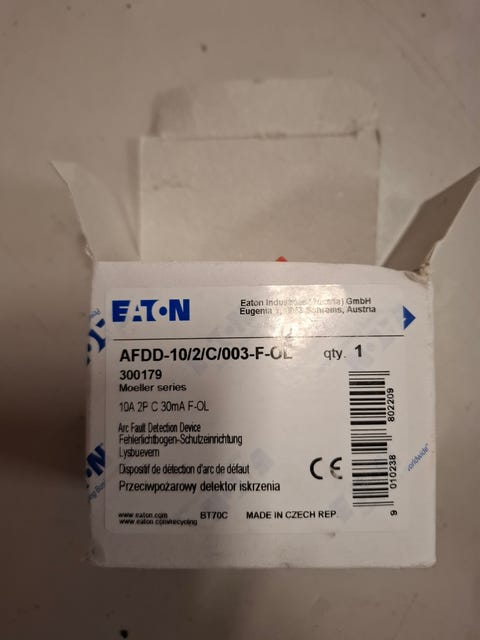 EATON
Eaton Industries (Austria) GmbH
Eugenia 1, 3943 Schrems, Austria
AFDD-10/2/C/003-F-OL qty. 1
300179
Moeller series
10A 2P C 30mA F-OL
Arc Fault Detection Device
Fehlerlichtbogen-Schutzeinrichtung
Lysbuevern
Dispositif de détection d'arc de défaut
Przeciwpożarowy detektor iskrzenia
CE
9 010238 802209
www.eaton.com
www.eaton.com/recycling
BT70C MADE IN CZECH REP.